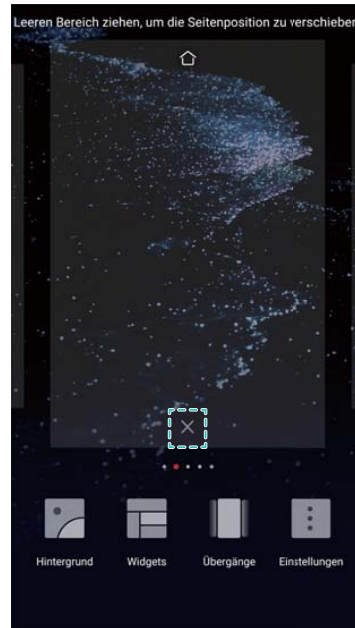 Leeren Bereich ziehen, um die Seitenposition zu verschieben
Hintergrund Widgets Übergänge Einstellungen